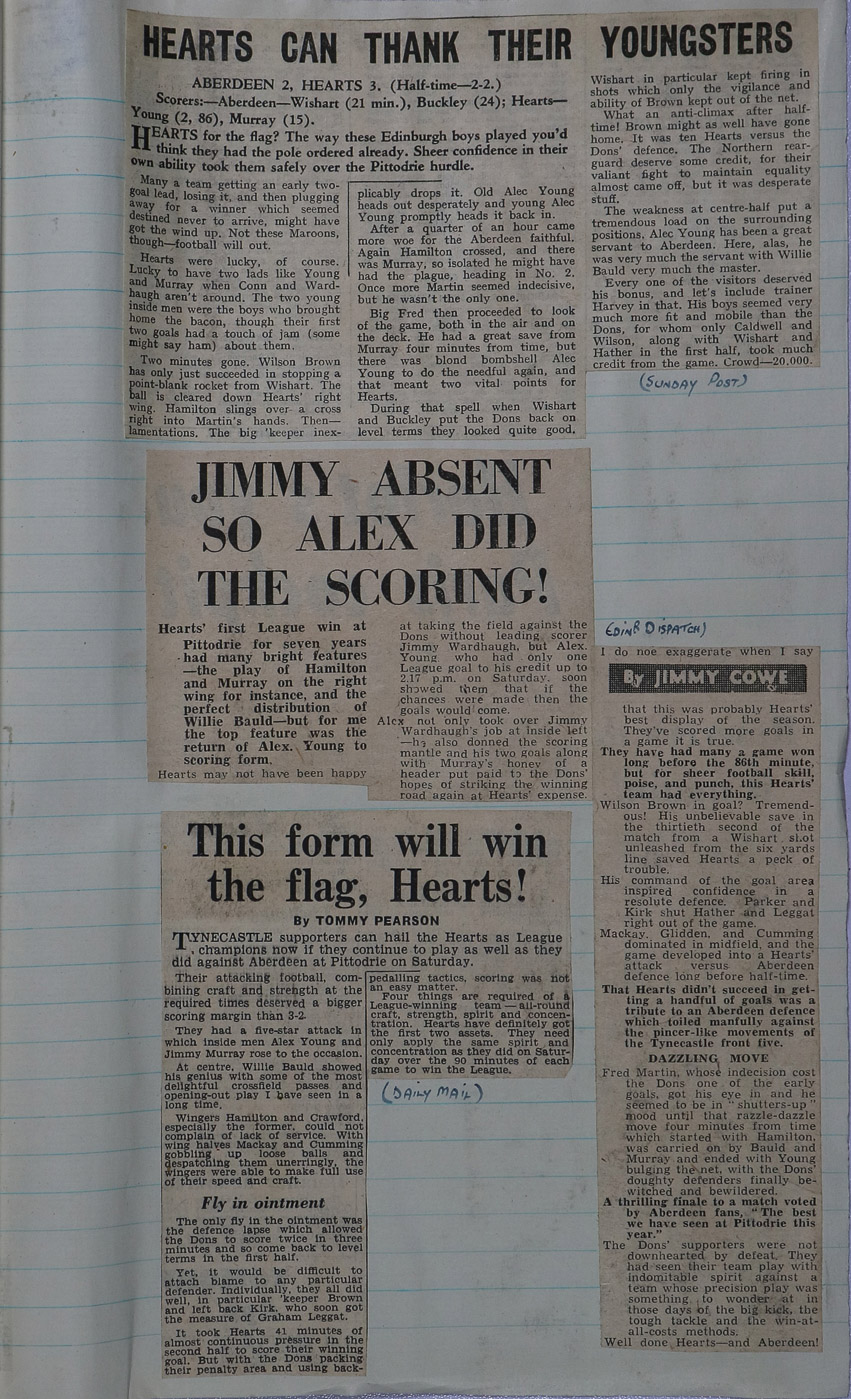 HEARTS CAN THANK THEIR YOUNGSTERS
ABERDEEN 2, HEARTS 3. (Half-time—2-2.)
Scorers:—Aberdeen—Wishart (21 min.), Buckley (24); Hearts—
Young (2, 86), Murray (15).
HEARTS for the flag? The way these Edinburgh boys played you'd
think they had the pole ordered already. Sheer confidence in their
own ability took them safely over the Pittodrie hurdle.
Many a team getting an early two-
goal lead, losing it, and then plugging
away for a winner which seemed
destined never to arrive, might have
got the wind up. Not these Maroons,
though—football will out.
Hearts were lucky, of course.
Lucky to have two lads like Young
and Murray when Conn and Ward-
haugh aren't around. The two young
inside men were the boys who brought
home the bacon, though their first
two goals had a touch of jam (some
might say ham) about them.
Two minutes gone. Wilson Brown
has only just succeeded in stopping a
point-blank rocket from Wishart. The
ball is cleared down Hearts' right
wing. Hamilton slings over a cross
right into Martin's hands. Then—
lamentations. The big 'keeper inex-
plicably drops it. Old Alec Young
heads out desperately and young Alec
Young promptly heads it back in.
After a quarter of an hour came
more woe for the Aberdeen faithful.
Again Hamilton crossed, and there
was Murray, so isolated he might have
had the plague, heading in No. 2.
Once more Martin seemed indecisive,
but he wasn't the only one.
Big Fred then proceeded to look
of the game, both in the air and on
the deck. He had a great save from
Murray four minutes from time, but
there was blond bombshell Alec
Young to do the needful again, and
that meant two vital points for
Hearts.
During that spell when Wishart
and Buckley put the Dons back on
level terms they looked quite good.
Wishart in particular kept firing in
shots which only the vigilance and
ability of Brown kept out of the net.
What an anti-climax after half-
time! Brown might as well have gone
home. It was ten Hearts versus the
Dons' defence. The Northern rear-
guard deserve some credit, for their
valiant fight to maintain equality
almost came off, but it was desperate
stuff.
The weakness at centre-half put a
tremendous load on the surrounding
positions. Alec Young has been a great
servant to Aberdeen. Here, alas, he
was very much the servant with Willie
Bauld very much the master.
Every one of the visitors deserved
his bonus, and let's include trainer
Harvey in that. His boys seemed very
much more fit and mobile than the
Dons, for whom only Caldwell and
Wilson, along with Wishart and
Hather in the first half, took much
credit from the game. Crowd—20,000.
(SUNDAY POST)
JIMMY ABSENT
SO ALEX DID
THE SCORING!
Hearts' first League win at
Pittodrie for seven years
had many bright features
—the play of Hamilton
and Murray on the right
wing for instance, and the
perfect distribution of
Willie Bauld—but for me
the top feature was the
return of Alex. Young to
scoring form.
Hearts may not have been happy
at taking the field against the
Dons without leading scorer
Jimmy Wardhaugh, but Alex.
Young who had only one
League goal to his credit up to
2.17 p.m. on Saturday, soon
showed them that if the
chances were made then the
goals would come.
Alex not only took over Jimmy
Wardhaugh's job at inside left
—he also donned the scoring
mantle and his two goals along
with Murray's honey of a
header put paid to the Dons'
hopes of striking the winning
road again at Hearts' expense.
(EDINR DISPATCH)
I do noe exaggerate when I say
By JIMMY COWE
that this was probably Hearts'
best display of the season.
They've scored more goals in
a game it is true.
They have had many a game won
long before the 86th minute,
but for sheer football skill,
poise, and punch, this Hearts'
team had everything.
Wilson Brown in goal? Tremend-
ous! His unbelievable save in
the thirtieth second of the
match from a Wishart shot
unleashed from the six yards
line saved Hearts a peck of
trouble.
His command of the goal area
inspired confidence in a
resolute defence. Parker and
Kirk shut Hather and Leggat
right out of the game.
Mackay, Glidden, and Cumming
dominated in midfield, and the
game developed into a Hearts'
attack versus Aberdeen
defence long before half-time.
That Hearts didn't succeed in get-
ting a handful of goals was a
tribute to an Aberdeen defence
which toiled manfully against
the pincer-like movements of
the Tynecastle front five.
DAZZLING MOVE
Fred Martin, whose indecision cost
the Dons one of the early
goals, got his eye in and he
seemed to be in "shutters-up"
mood until that razzle-dazzle
move four minutes from time
which started with Hamilton,
was carried on by Bauld and
Murray and ended with Young
bulging the net, with the Dons'
doughty defenders finally be-
witched and bewildered.
A thrilling finale to a match voted
by Aberdeen fans, "The best
we have seen at Pittodrie this
year."
The Dons' supporters were not
downhearted by defeat. They
had seen their team play with
indomitable spirit against a
team whose precision play was
something to wonder at in
those days of the big kick, the
tough tackle and the win-at-
all-costs methods.
Well done Hearts—and Aberdeen!
This form will win
the flag, Hearts!
By TOMMY PEARSON
TYNECASTLE supporters can hail the Hearts as League
champions now if they continue to play as well as they
did against Aberdeen at Pittodrie on Saturday.
Their attacking football, com-
bining craft and strength at the
required times deserved a bigger
scoring margin than 3-2.
They had a five-star attack in
which inside men Alex Young and
Jimmy Murray rose to the occasion.
At centre, Willie Bauld showed
his genius with some of the most
delightful crossfield passes and
opening-out play I have seen in a
long time.
Wingers Hamilton and Crawford,
especially the former, could not
complain of lack of service. With
wing halves Mackay and Cumming
gobbling up loose balls and
despatching them unerringly, the
wingers were able to make full use
of their speed and craft.
Fly in ointment
The only fly in the ointment was
the defence lapse which allowed
the Dons to score twice in three
minutes and so come back to level
terms in the first half.
Yet, it would be difficult to
attach blame to any particular
defender. Individually, they all did
well, in particular 'keeper Brown
and left back Kirk, who soon got
the measure of Graham Leggat.
It took Hearts 41 minutes of
almost continuous pressure in the
second half to score their winning
goal. But with the Dons packing
their penalty area and using back-
pedalling tactics, scoring was not
an easy matter.
Four things are required of a
League-winning team—all-round
craft, strength, spirit and concen-
tration. Hearts have definitely got
the first two assets. They need
only apply the same spirit and
concentration as they did on Satur-
day over the 90 minutes of each
game to win the League.
(DAILY MAIL)